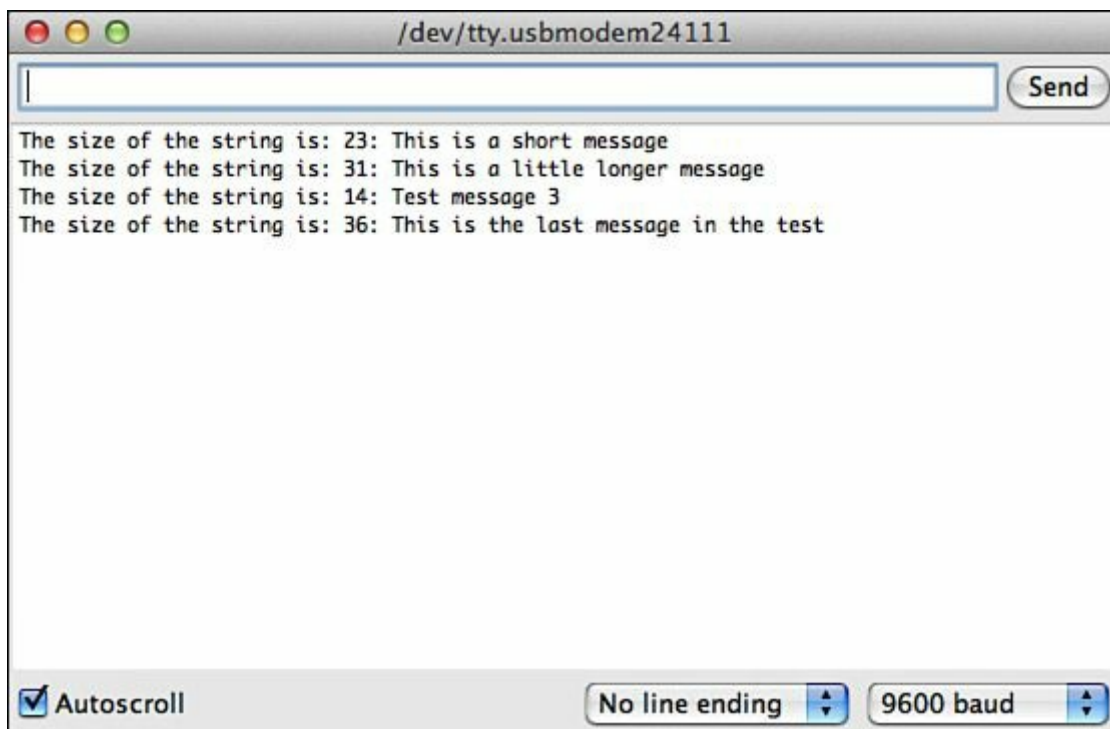 /dev/tty.usbmodem24111
Send
The size of the string is: 23: This is a short message
The size of the string is: 31: This is a little longer message
The size of the string is: 14: Test message 3
The size of the string is: 36: This is the last message in the test
Autoscroll
No line ending
9600 baud